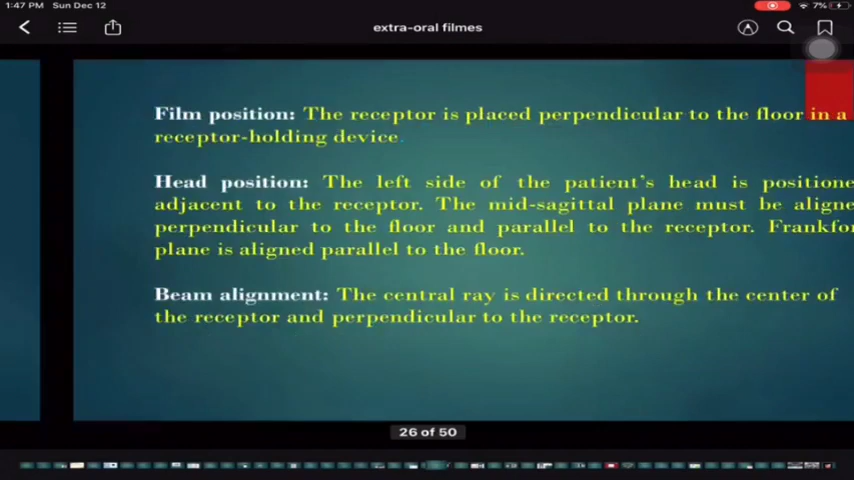 1:47 PM Sun Dec 12
7%
extra-oral filmes
Film position: The receptor is placed perpendicular to the floor in a
receptor-holding device.
Head position: The left side of the patient's head is positione
adjacent to the receptor. The mid-sagittal plane must be aligne
perpendicular to the floor and parallel to the receptor. Frankfor
plane is aligned parallel to the floor.
Beam alignment: The central ray is directed through the center of
the receptor and perpendicular to the receptor.
26 of 50